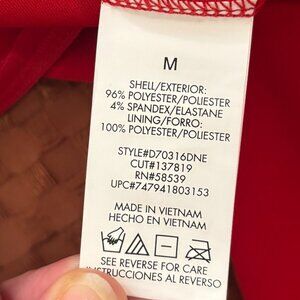 M
SHELL/EXTERIOR:
96% POLYESTER/POLIESTER
4% SPANDEX/ELASTANE
LINING/FORRO:
100% POLYESTER/POLIESTER
STYLE#D70316DNE
CUT#137819
RN#58539
UPC#747941803153
MADE IN VIETNAM
HECHO EN VIETNAM
SEE REVERSE FOR CARE
INSTRUCCIONES AL REVERSO